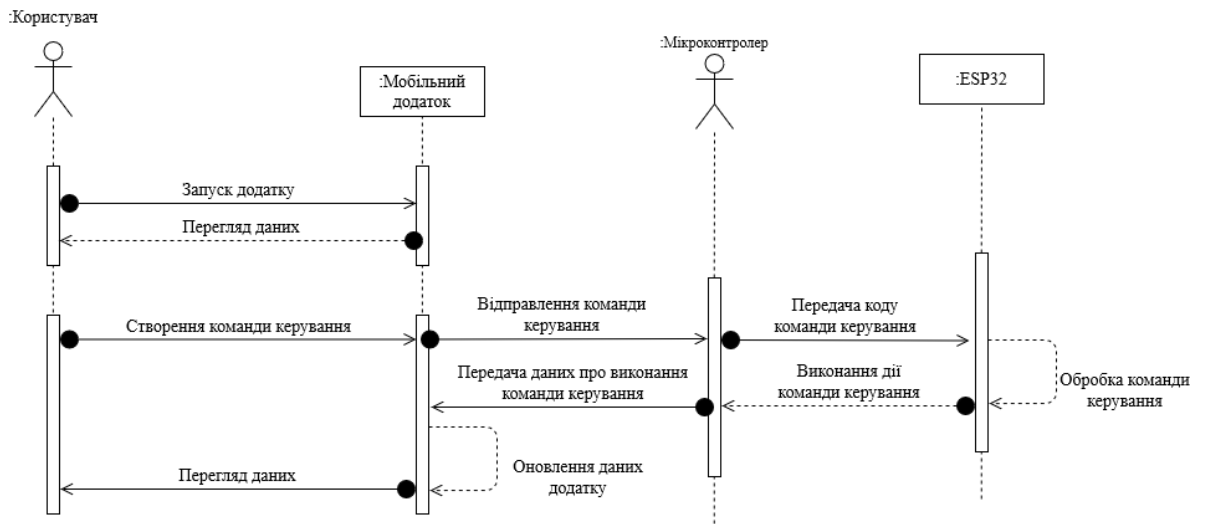 :Користувач
:Мікроконтролер
:Мобільний
додаток
:ESP32
Запуск додатку
Перегляд даних
Створення команди керування
Відправлення команди
керування
Передача коду
команди керування
Передача даних про виконання
команди керування
Виконання дії
команди керування
Обробка команди
керування
Оновлення даних
додатку
Перегляд даних